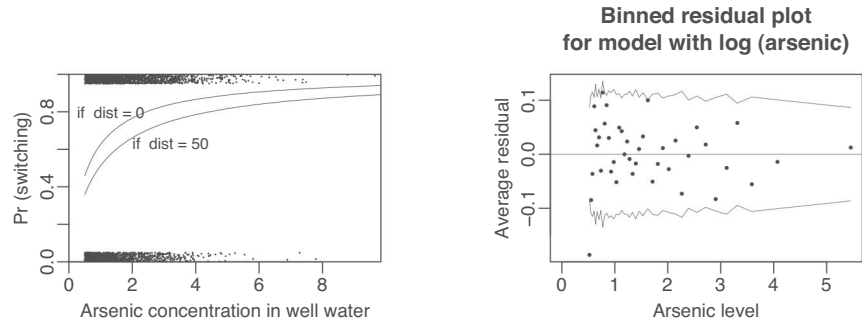 Pr (switching)
0.0 0.4 0.8
if dist = 0
if dist = 50
0 2 4 6 8
Arsenic concentration in well water
Binned residual plot
for model with log (arsenic)
Average residual
−0.1 0.0 0.1
0 1 2 3 4 5
Arsenic level